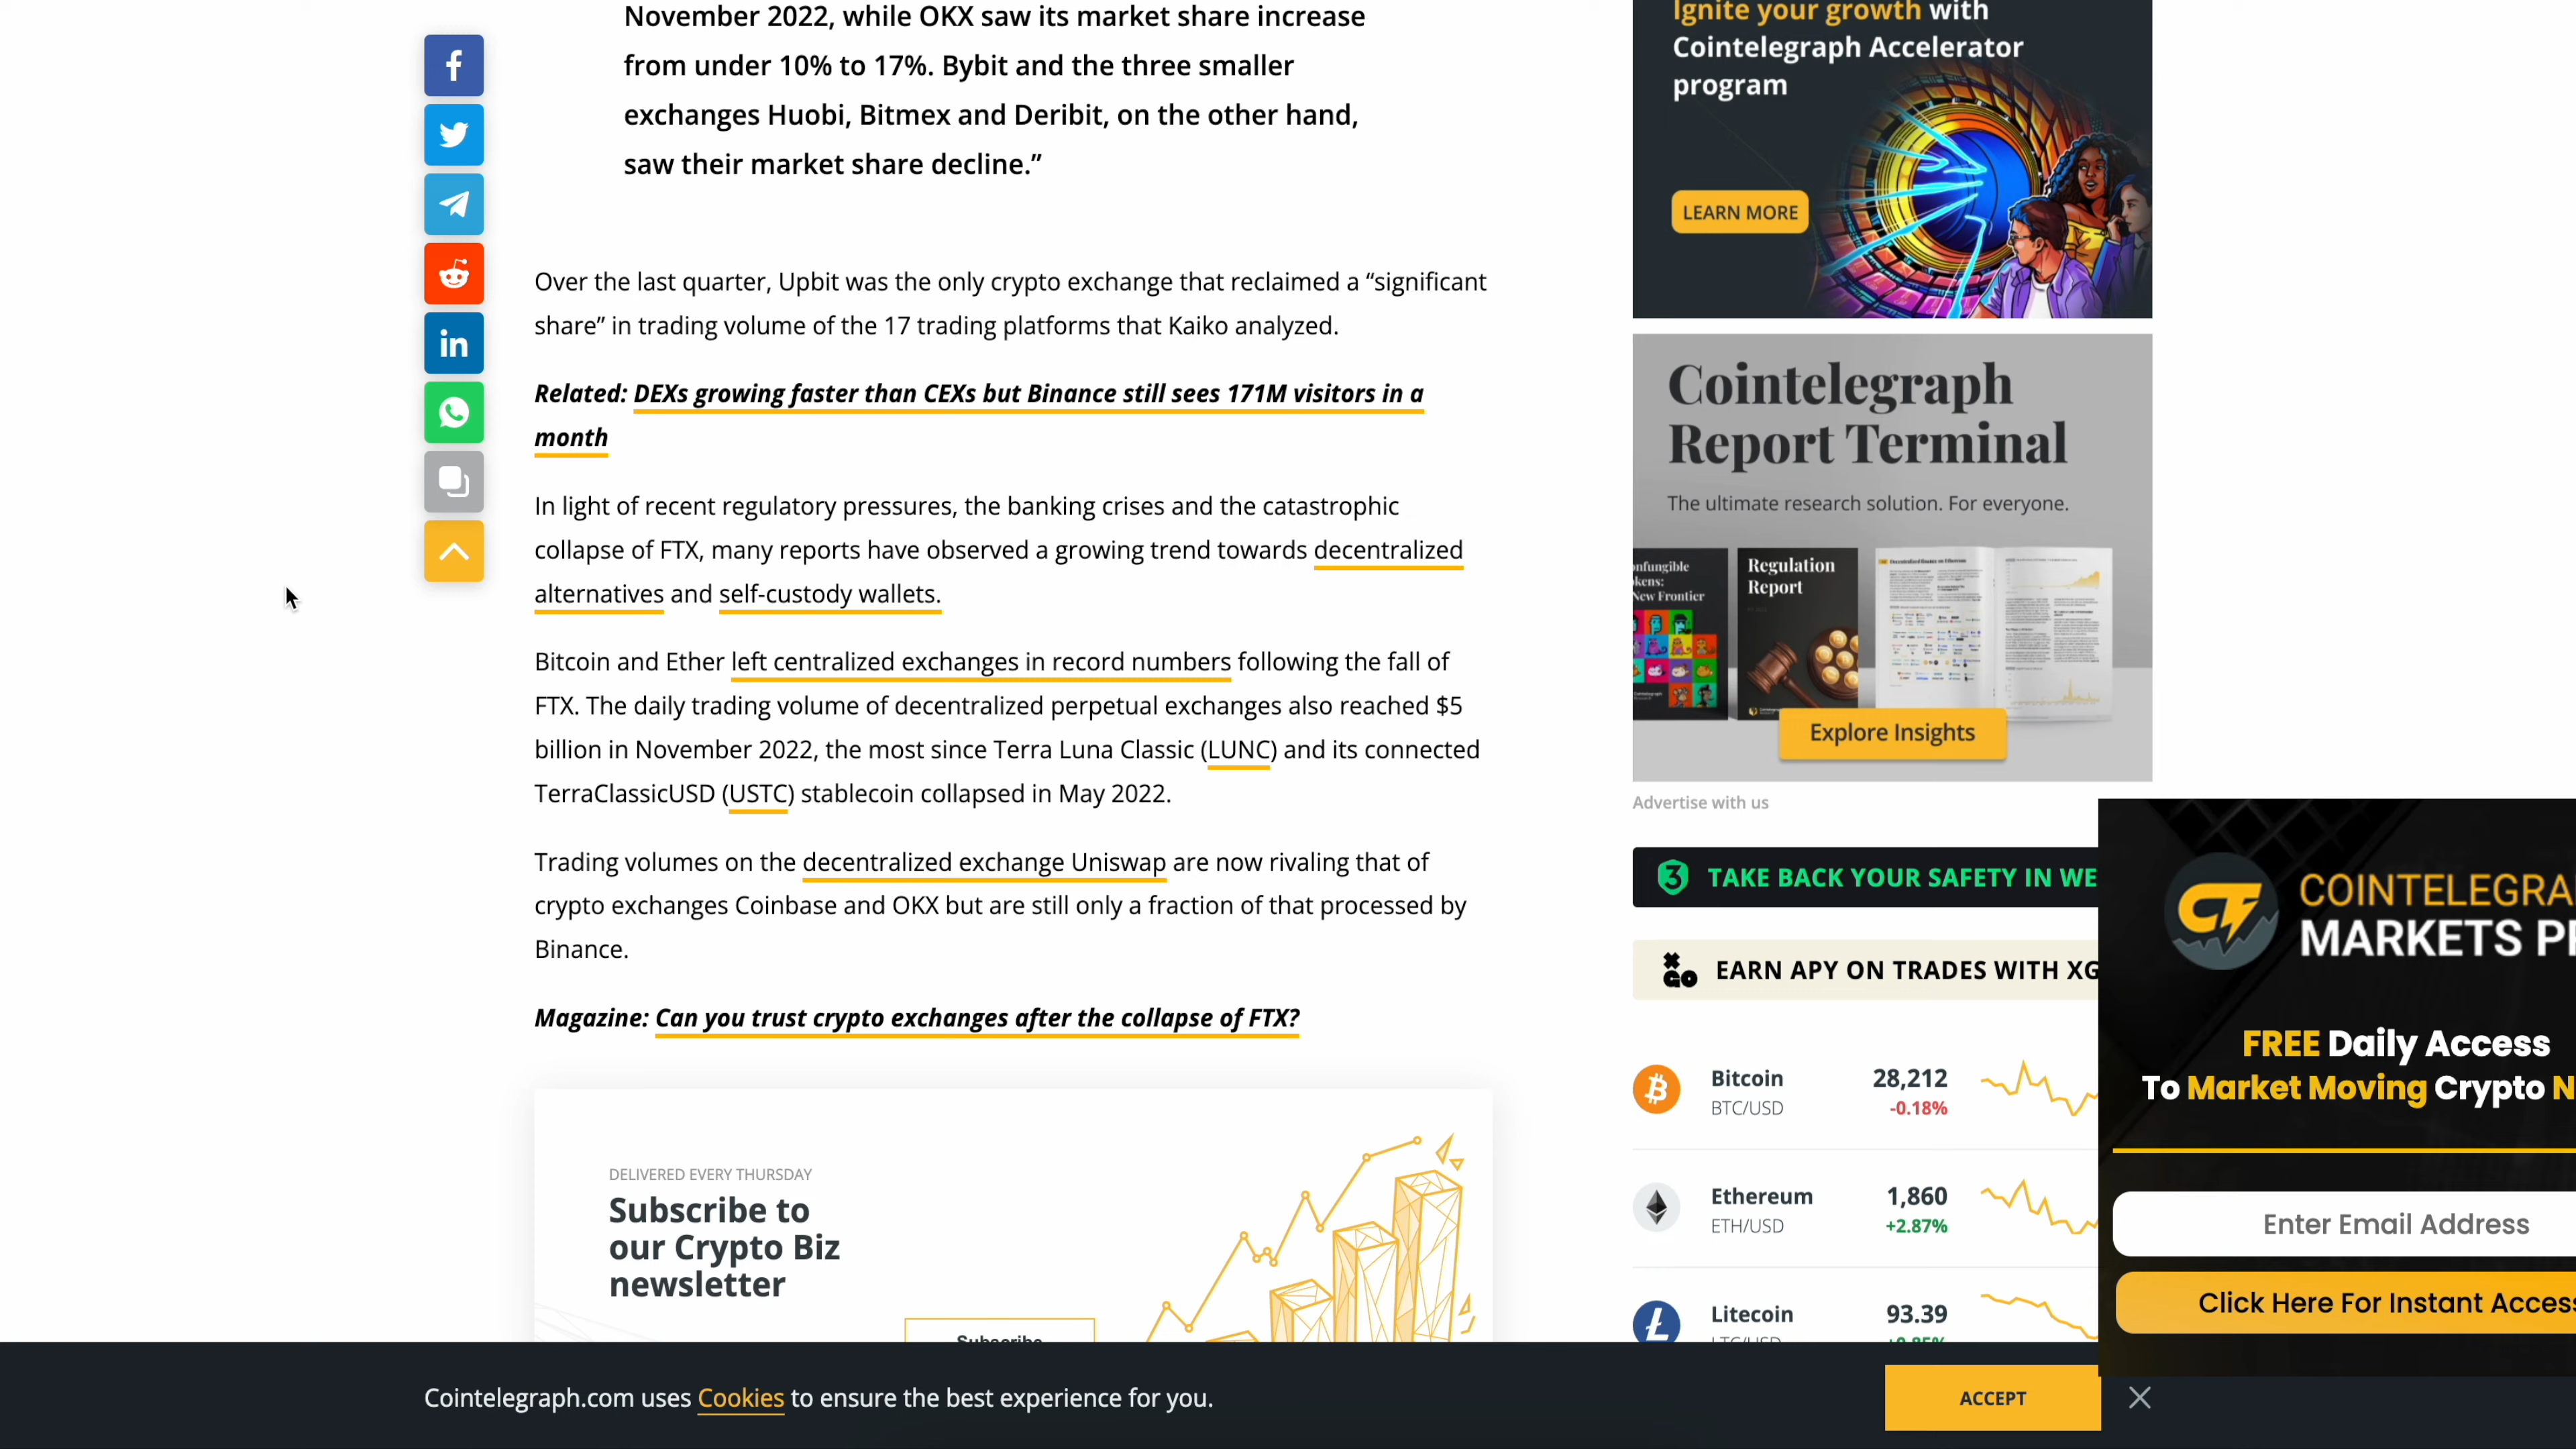 November 2022, while OKX saw its market share increase
from under 10% to 17%. Bybit and the three smaller
exchanges Huobi, Bitmex and Deribit, on the other hand,
saw their market share decline.”
Over the last quarter, Upbit was the only crypto exchange that reclaimed a “significant
share” in trading volume of the 17 trading platforms that Kaiko analyzed.
Related: DEXs growing faster than CEXs but Binance still sees 171M visitors in a
month
In light of recent regulatory pressures, the banking crises and the catastrophic
collapse of FTX, many reports have observed a growing trend towards decentralized
alternatives and self-custody wallets.
Bitcoin and Ether left centralized exchanges in record numbers following the fall of
FTX. The daily trading volume of decentralized perpetual exchanges also reached $5
billion in November 2022, the most since Terra Luna Classic (LUNC) and its connected
TerraClassicUSD (USTC) stablecoin collapsed in May 2022.
Trading volumes on the decentralized exchange Uniswap are now rivaling that of
crypto exchanges Coinbase and OKX but are still only a fraction of that processed by
Binance.
Magazine: Can you trust crypto exchanges after the collapse of FTX?
DELIVERED EVERY THURSDAY
Subscribe to
our Crypto Biz
newsletter
Subscribe
Ignite your growth with
Cointelegraph Accelerator
program
LEARN MORE
Cointelegraph
Report Terminal
The ultimate research solution. For everyone.
New Frontier
Regulation
Report
Explore Insights
Advertise with us
TAKE BACK YOUR SAFETY IN WE
EARN APY ON TRADES WITH XG
Bitcoin 28,212
BTC/USD -0.18%
Ethereum 1,860
ETH/USD +2.87%
Litecoin 93.39
LTC/USD +0.85%
COINTELEGRA
MARKETS P
FREE Daily Access
To Market Moving Crypto N
Enter Email Address
Click Here For Instant Access
Cointelegraph.com uses Cookies to ensure the best experience for you.
ACCEPT